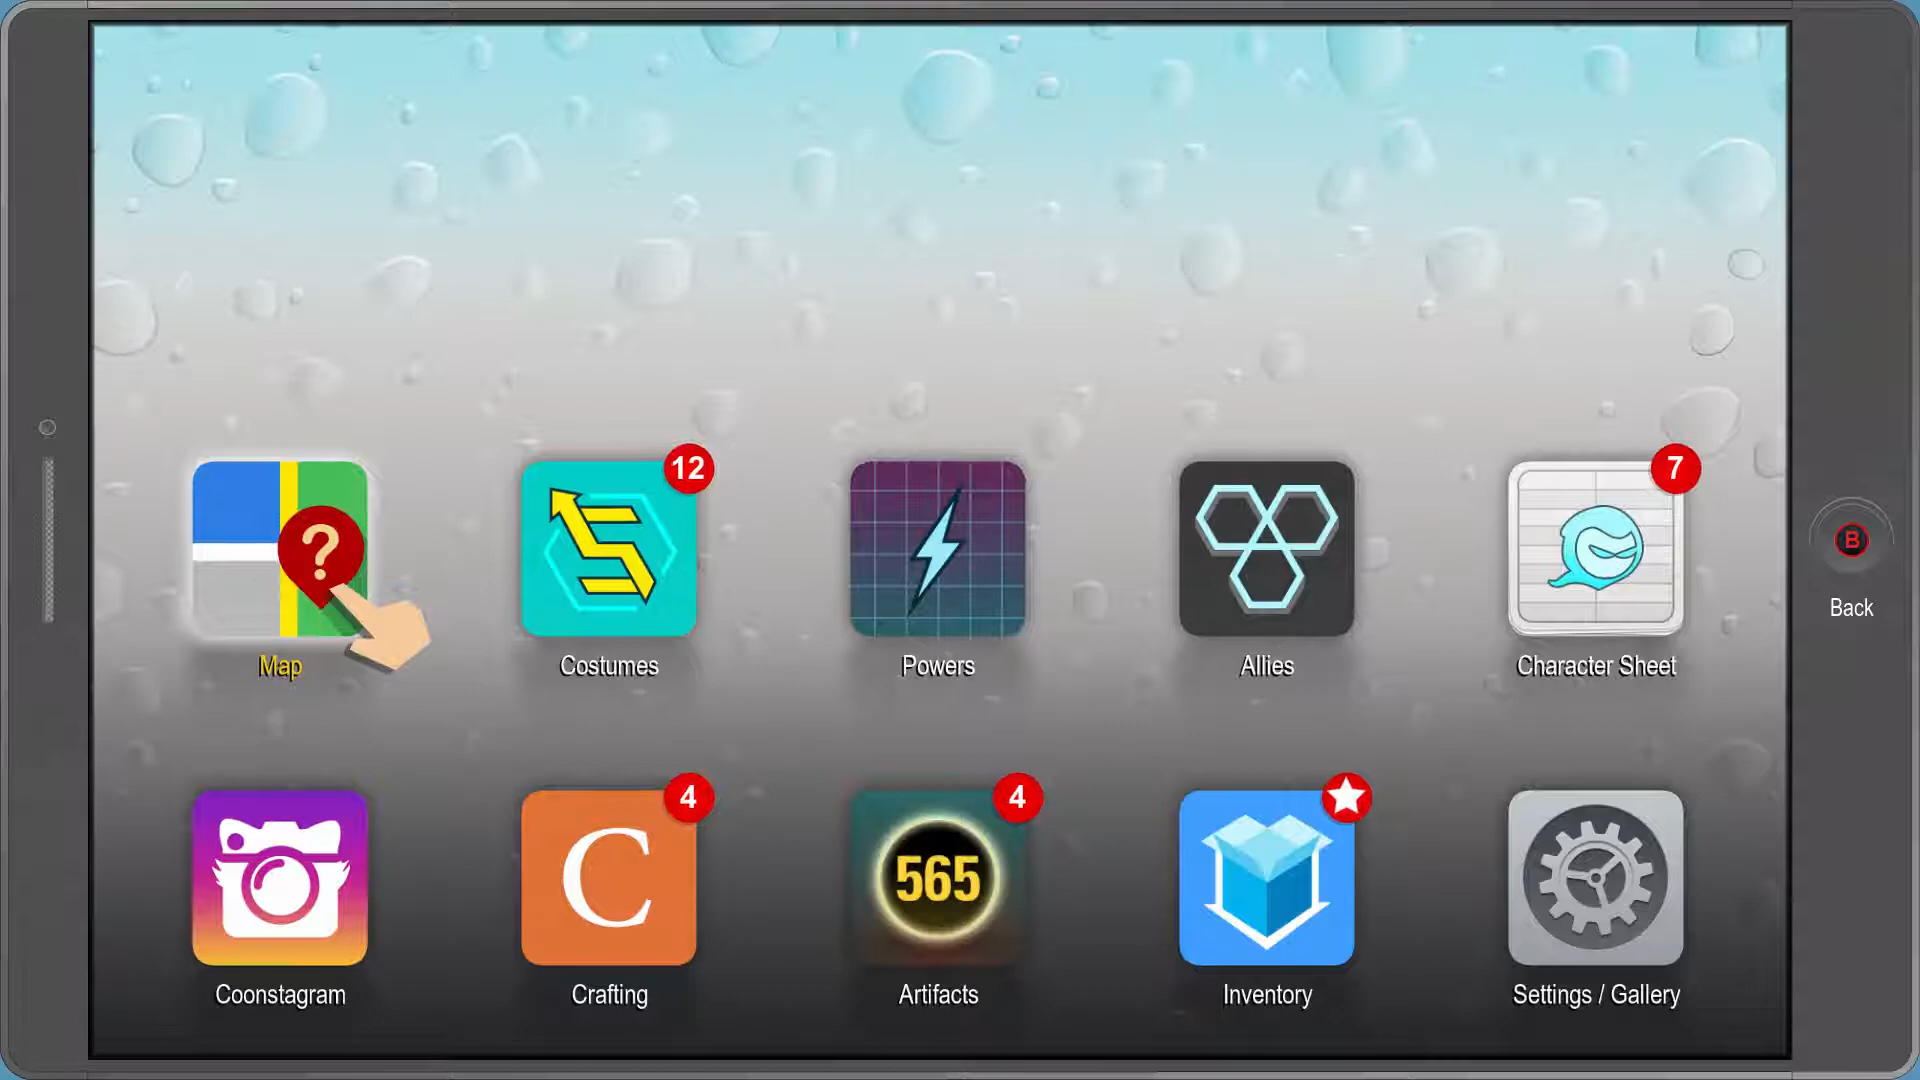 12
7
?
Map
Costumes
Powers
Allies
Character Sheet
B
Back
4
4
C
565
Coonstagram
Crafting
Artifacts
Inventory
Settings / Gallery